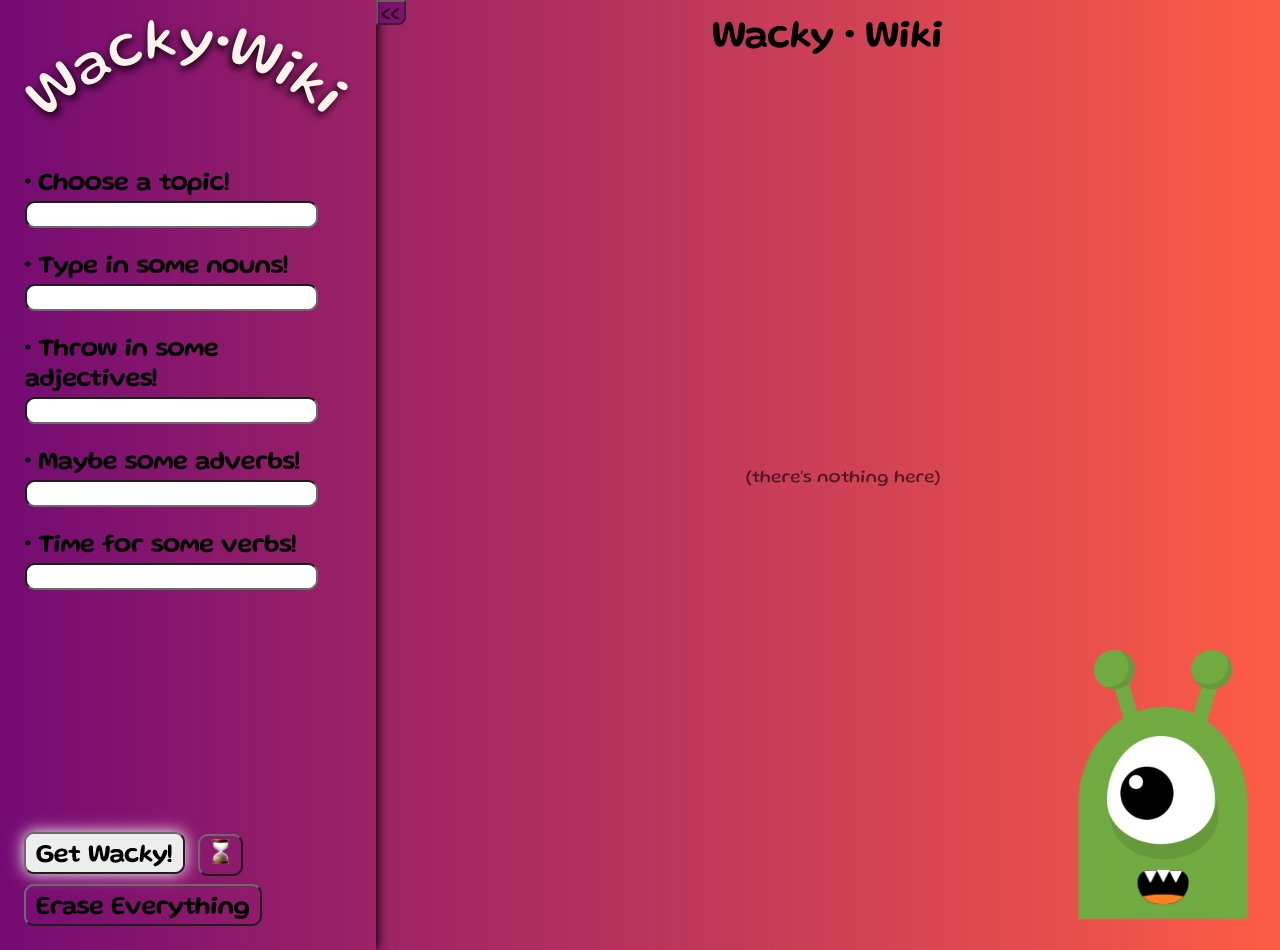 Wacky•Wiki
• Choose a topic!
• Type in some nouns!
• Throw in some
adjectives!
• Maybe some adverbs!
• Time for some verbs!
Get Wacky!
Erase Everything
<<
Wacky • Wiki
(there's nothing here)